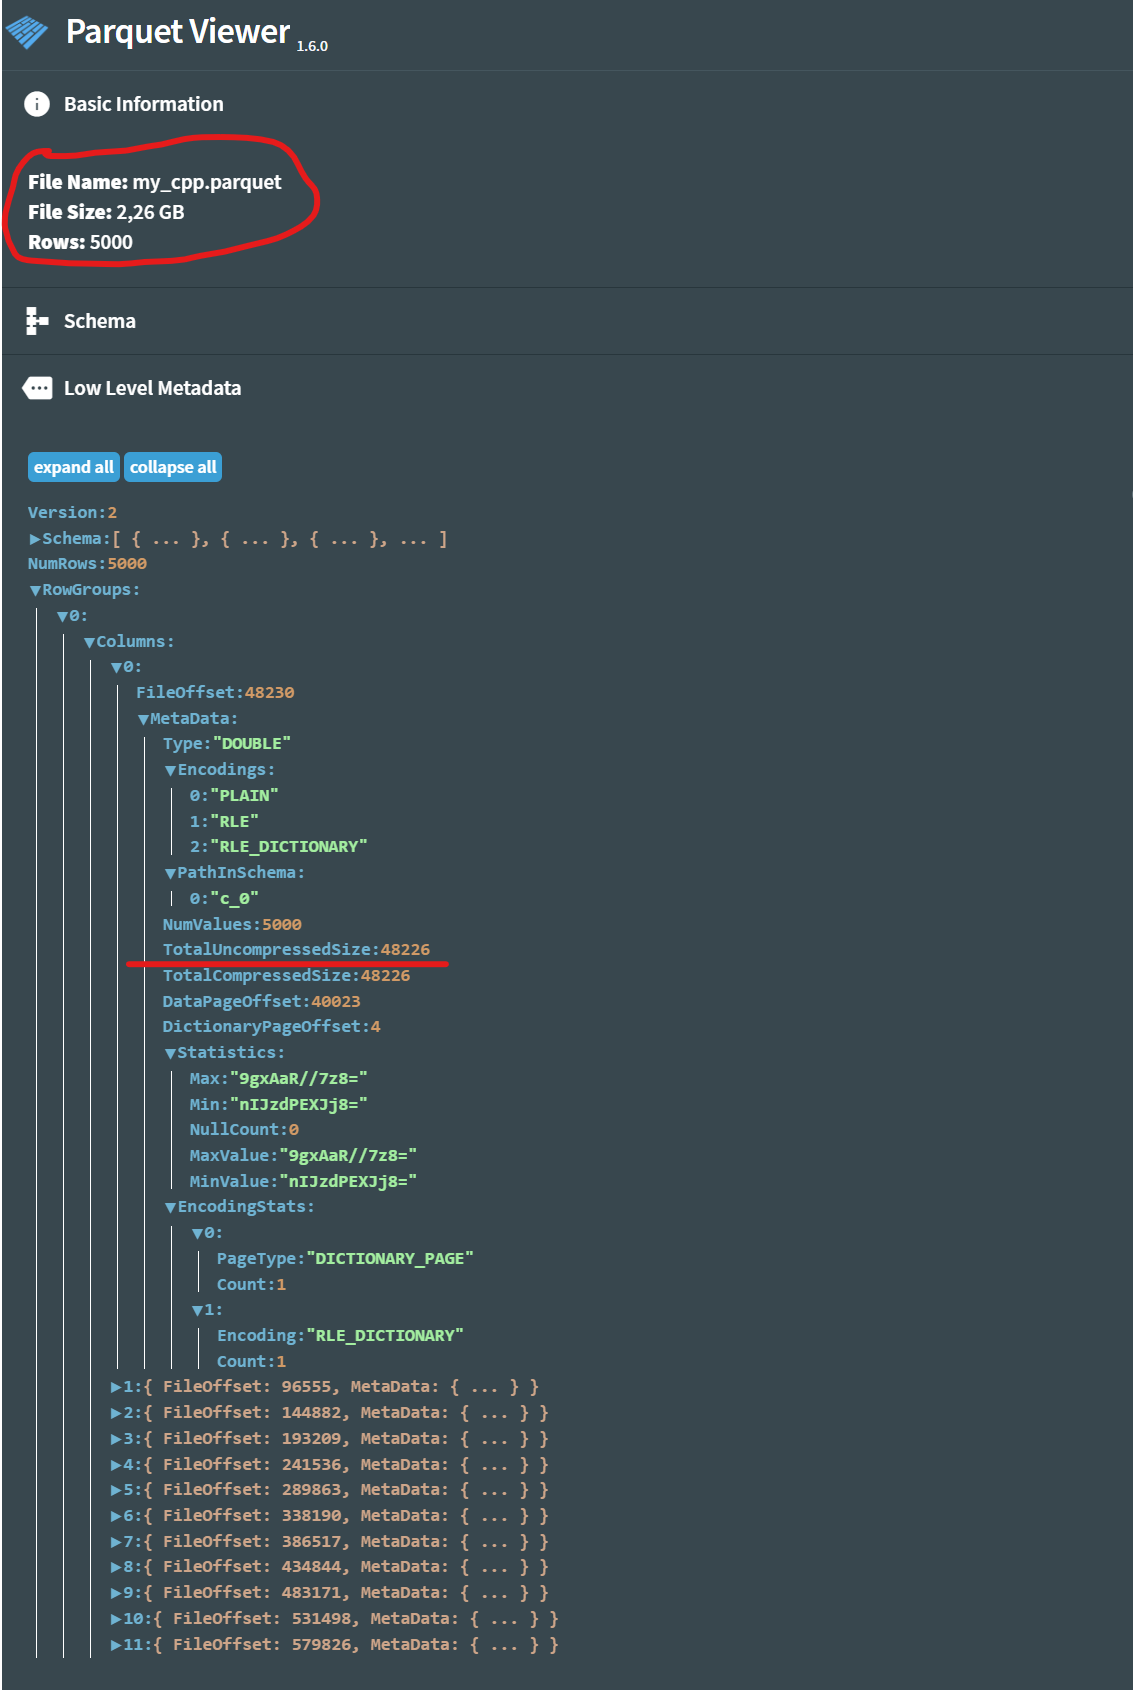 Parquet Viewer 1.6.0
Basic Information
File Name: my_cpp.parquet
File Size: 2,26 GB
Rows: 5000
Schema
Low Level Metadata
expand all collapse all
Version:2
▶Schema:[ { ... }, { ... }, { ... }, ... ]
NumRows:5000
▼RowGroups:
▼0:
▼Columns:
▼0:
FileOffset:48230
▼MetaData:
Type:"DOUBLE"
▼Encodings:
0:"PLAIN"
1:"RLE"
2:"RLE_DICTIONARY"
▼PathInSchema:
0:"c_0"
NumValues:5000
TotalUncompressedSize:48226
TotalCompressedSize:48226
DataPageOffset:40023
DictionaryPageOffset:4
▼Statistics:
Max:"9gxAaR//7z8="
Min:"nIJzdPEXJj8="
NullCount:0
MaxValue:"9gxAaR//7z8="
MinValue:"nIJzdPEXJj8="
▼EncodingStats:
▼0:
PageType:"DICTIONARY_PAGE"
Count:1
▼1:
Encoding:"RLE_DICTIONARY"
Count:1
▶1:{ FileOffset: 96555, MetaData: { ... } }
▶2:{ FileOffset: 144882, MetaData: { ... } }
▶3:{ FileOffset: 193209, MetaData: { ... } }
▶4:{ FileOffset: 241536, MetaData: { ... } }
▶5:{ FileOffset: 289863, MetaData: { ... } }
▶6:{ FileOffset: 338190, MetaData: { ... } }
▶7:{ FileOffset: 386517, MetaData: { ... } }
▶8:{ FileOffset: 434844, MetaData: { ... } }
▶9:{ FileOffset: 483171, MetaData: { ... } }
▶10:{ FileOffset: 531498, MetaData: { ... } }
▶11:{ FileOffset: 579826, MetaData: { ... } }